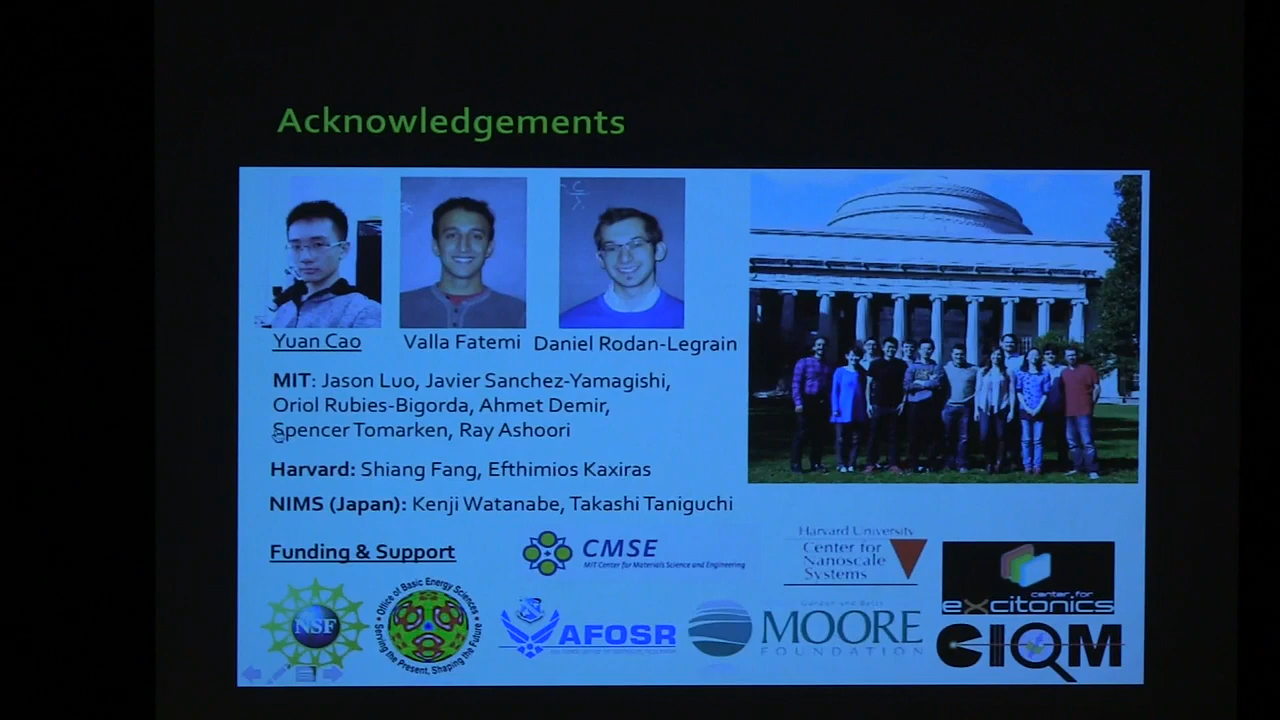 Acknowledgements
Yuan Cao
Valla Fatemi
Daniel Rodan-Legrain
MIT: Jason Luo, Javier Sanchez-Yamagishi,
Oriol Rubies-Bigorda, Ahmet Demir,
Spencer Tomarken, Ray Ashoori
Harvard: Shiang Fang, Efthimios Kaxiras
NIMS (Japan): Kenji Watanabe, Takashi Taniguchi
Funding & Support
CMSE
MIT Center for Materials Science and Engineering
Harvard University
Center for
Nanoscale
Systems
center for
excitonics
NSF
Office of Basic Energy Sciences
Serving the Present, Shaping the Future
AFOSR
MOORE
FOUNDATION
CIQM